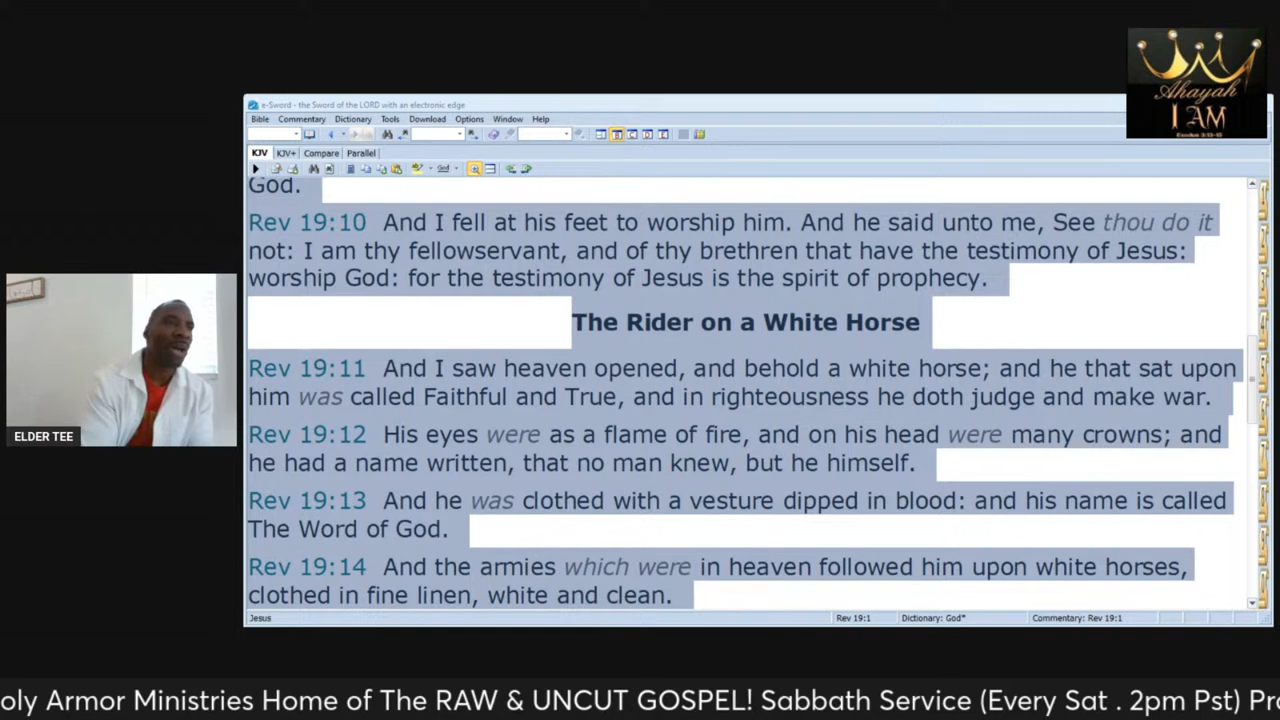 Ahayah
I AM
Exodus 3:13-15
e-Sword - the Sword of the LORD with an electronic edge
Bible Commentary Dictionary Tools Download Options Window Help
KJV KJV+ Compare Parallel
God
God.
Rev 19:10 And I fell at his feet to worship him. And he said unto me, See thou do it
not: I am thy fellowservant, and of thy brethren that have the testimony of Jesus:
worship God: for the testimony of Jesus is the spirit of prophecy.
The Rider on a White Horse
Rev 19:11 And I saw heaven opened, and behold a white horse; and he that sat upon
him was called Faithful and True, and in righteousness he doth judge and make war.
Rev 19:12 His eyes were as a flame of fire, and on his head were many crowns; and
he had a name written, that no man knew, but he himself.
Rev 19:13 And he was clothed with a vesture dipped in blood: and his name is called
The Word of God.
Rev 19:14 And the armies which were in heaven followed him upon white horses,
clothed in fine linen, white and clean.
ELDER TEE
Jesus Rev 19:1 Dictionary: God* Commentary: Rev 19:1
oly Armor Ministries Home of The RAW & UNCUT GOSPEL! Sabbath Service (Every Sat . 2pm Pst) Pr